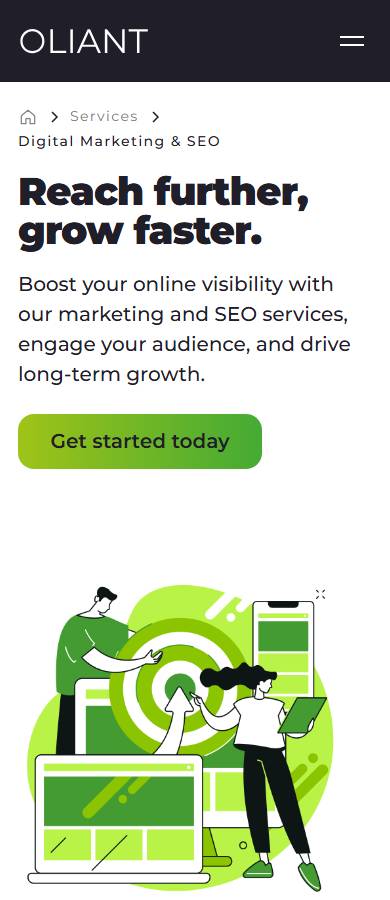 OLIANT
Services
Digital Marketing & SEO
Reach further,
grow faster.
Boost your online visibility with
our marketing and SEO services,
engage your audience, and drive
long-term growth.
Get started today